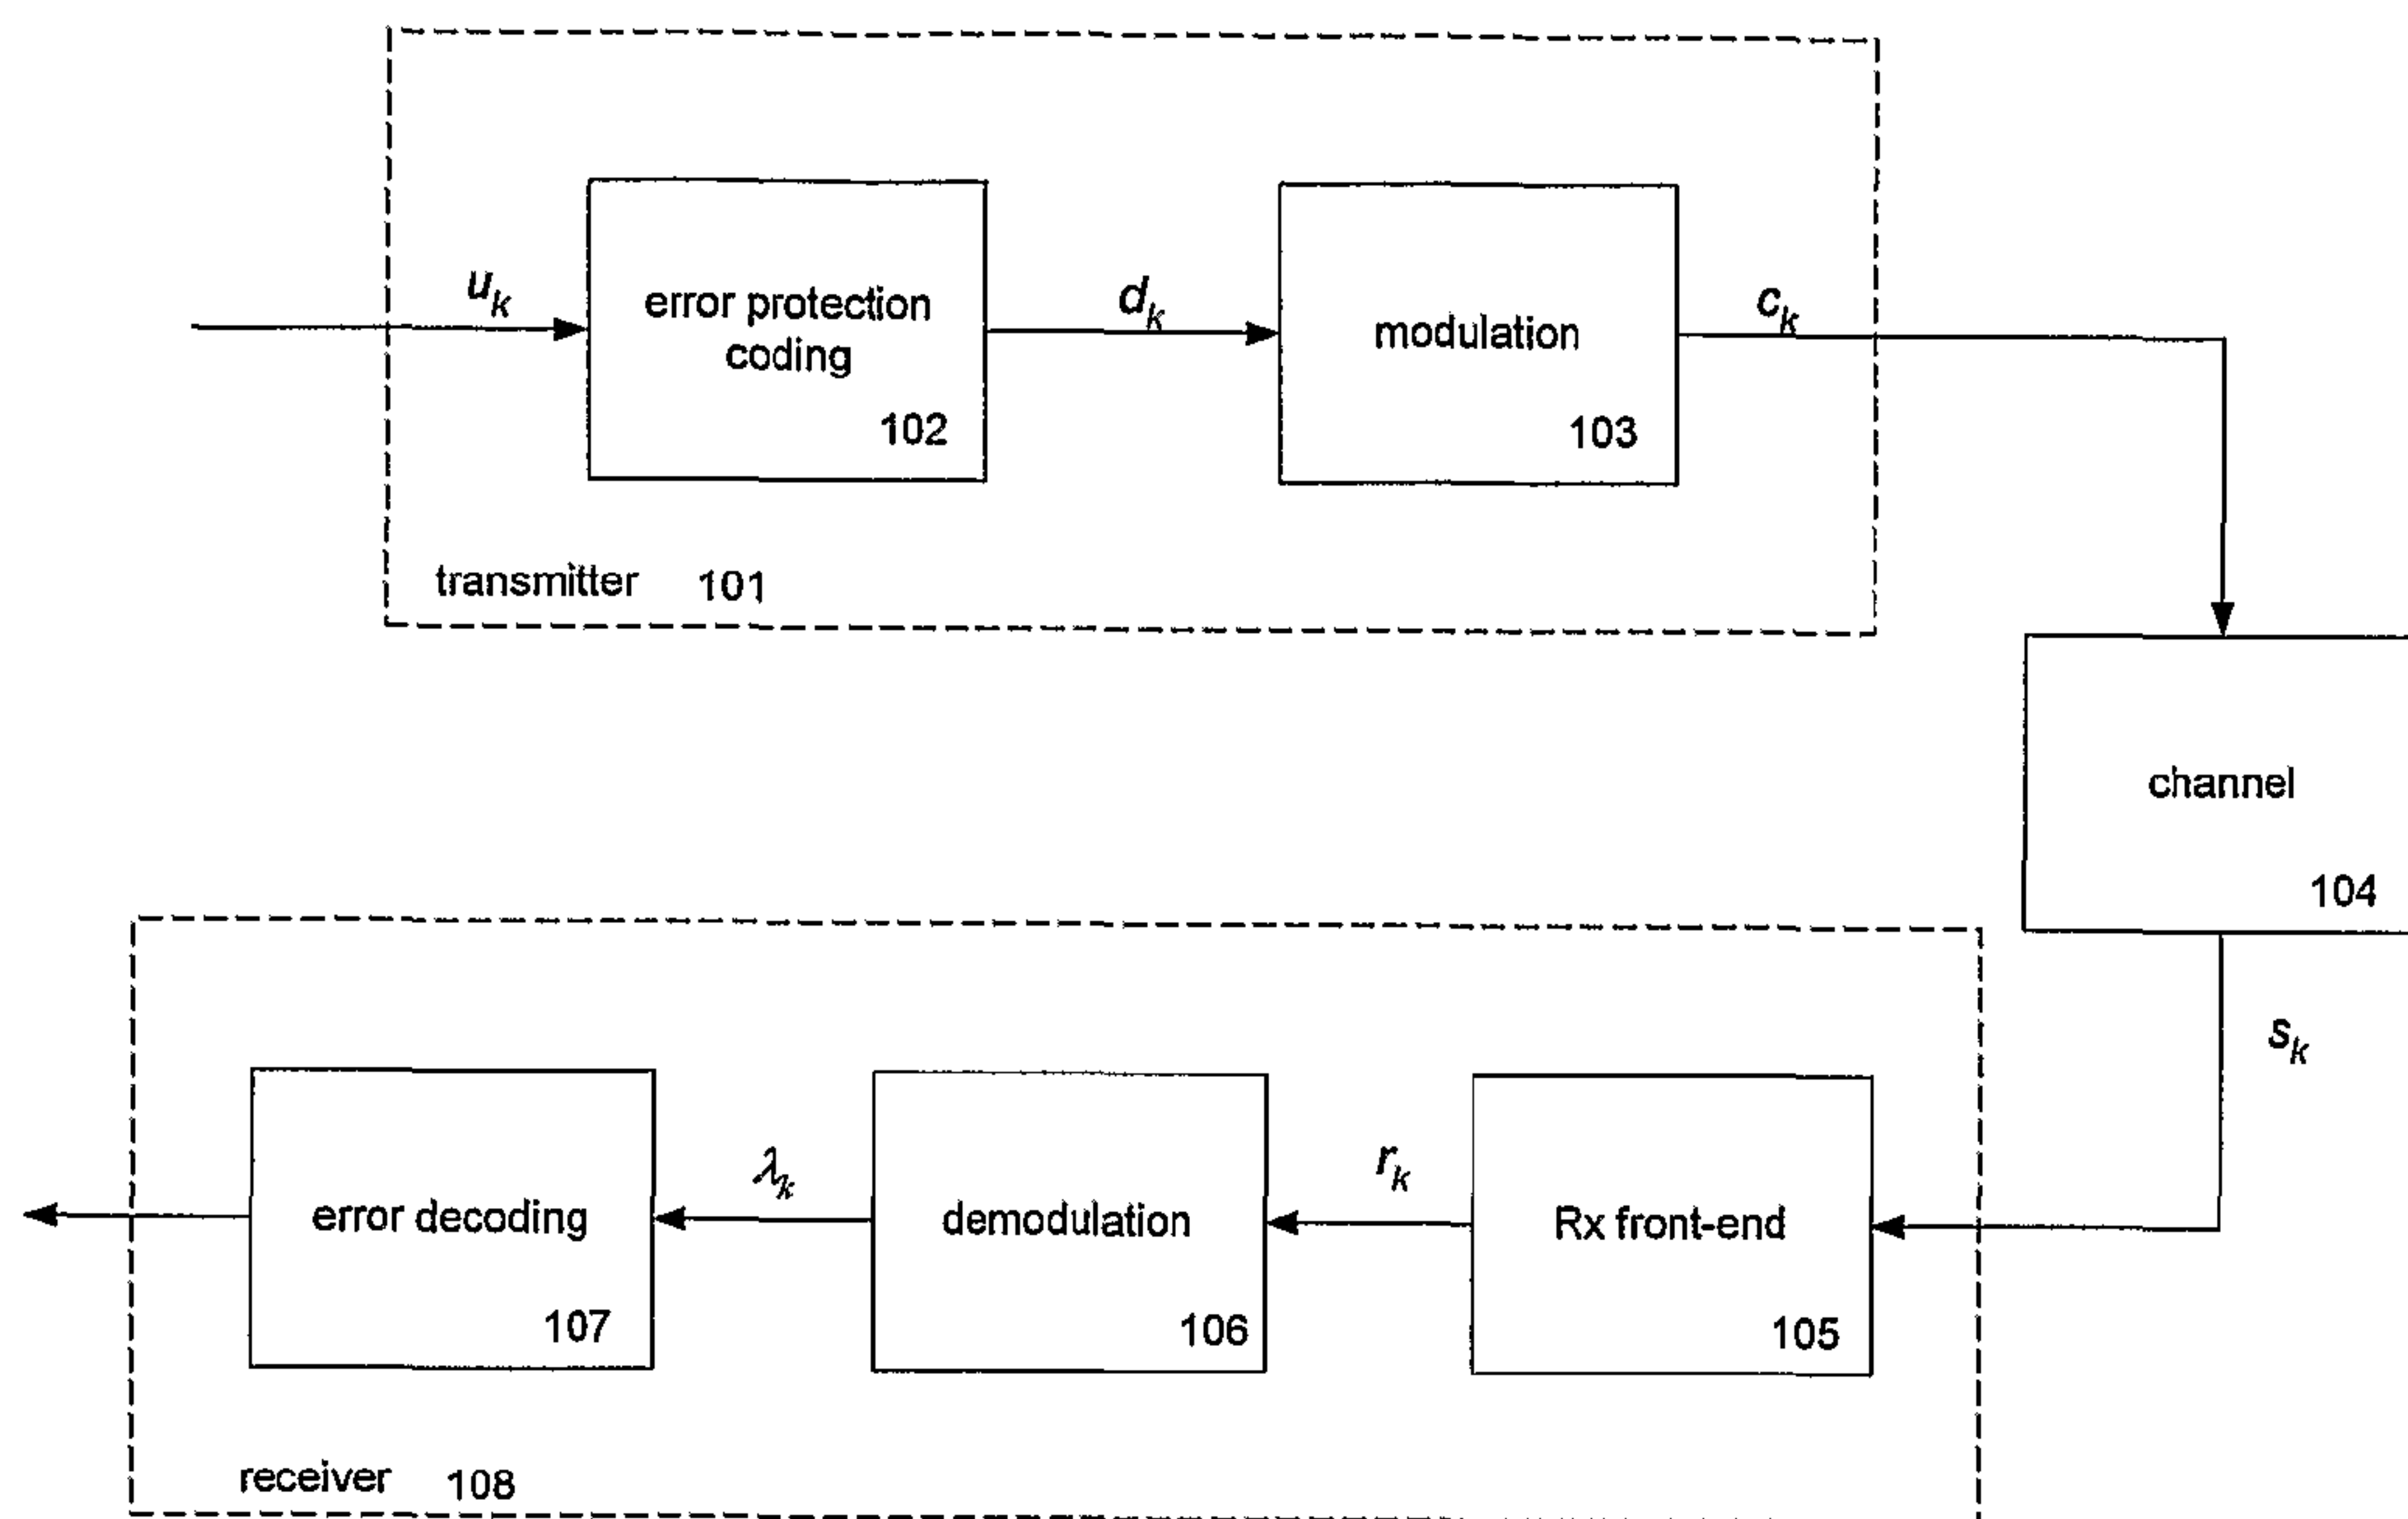 u_k
error protection
coding
102
d_k
modulation
103
c_k
transmitter 101
channel
104
s_k
error decoding
107
λ_k
demodulation
106
r_k
Rx front-end
105
receiver 108